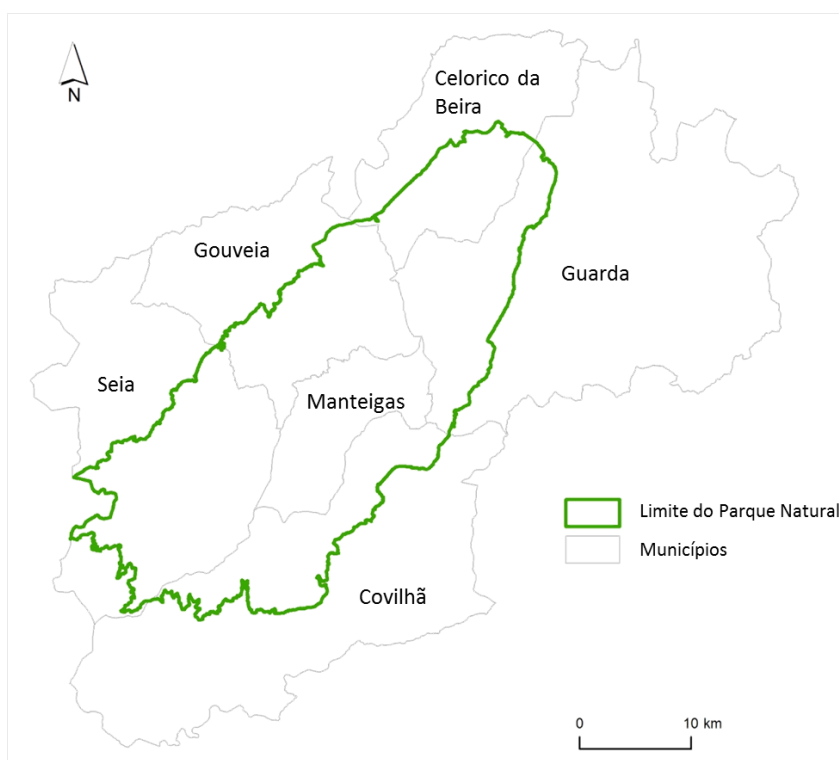 Celorico da
Beira
N
Gouveia
Guarda
Seia
Manteigas
Limite do Parque Natural
Municípios
Covilhã
0 10 km